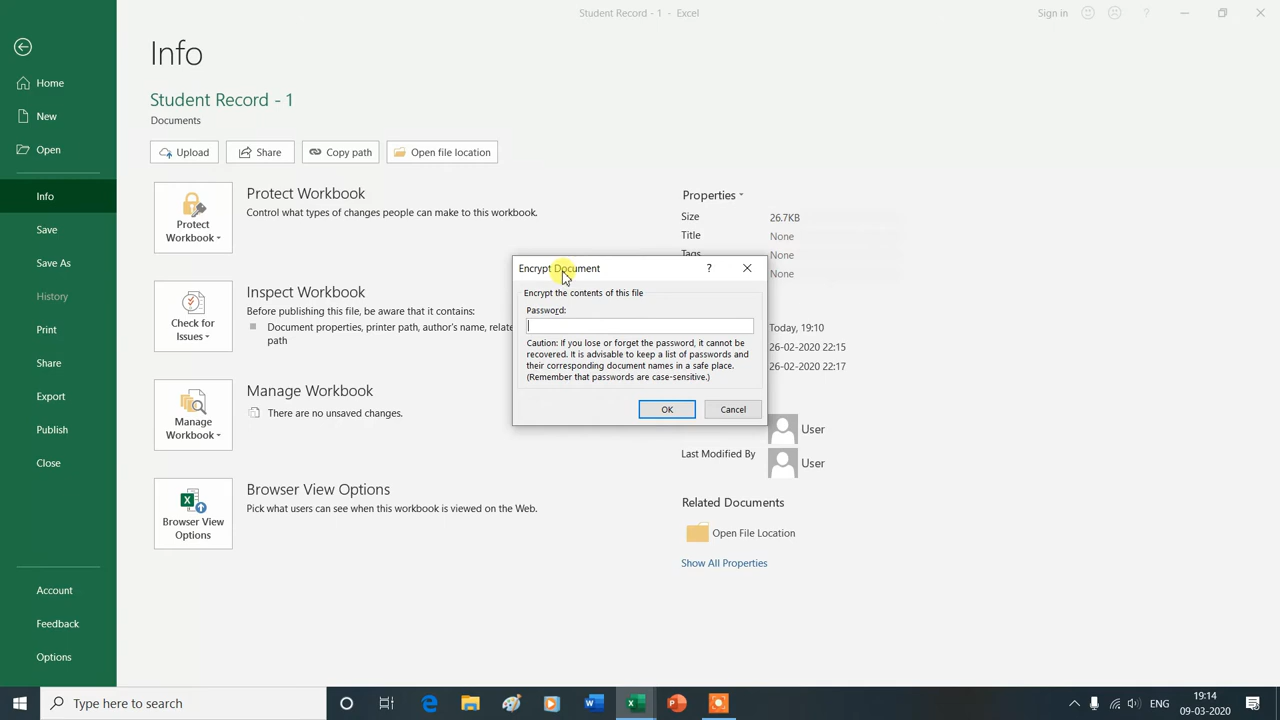 Student Record - 1 - Excel
Sign in
?
Info
Home
New
Open
Info
Save
Save As
History
Print
Share
Export
Publish
Close
Account
Feedback
Options
Student Record - 1
Documents
Upload
Share
Copy path
Open file location
Protect
Workbook
Protect Workbook
Control what types of changes people can make to this workbook.
Check for
Issues
Inspect Workbook
Before publishing this file, be aware that it contains:
Document properties, printer path, author's name, relate
path
Manage
Workbook
Manage Workbook
There are no unsaved changes.
Browser View
Options
Browser View Options
Pick what users can see when this workbook is viewed on the Web.
Properties
Size 26.7KB
Title None
Tags None
None
Today, 19:10
26-02-2020 22:15
26-02-2020 22:17
User
Last Modified By User
Related Documents
Open File Location
Show All Properties
Encrypt Document ?
Encrypt the contents of this file
Password:
Caution: If you lose or forget the password, it cannot be
recovered. It is advisable to keep a list of passwords and
their corresponding document names in a safe place.
(Remember that passwords are case-sensitive.)
OK Cancel
Type here to search
ENG
19:14
09-03-2020